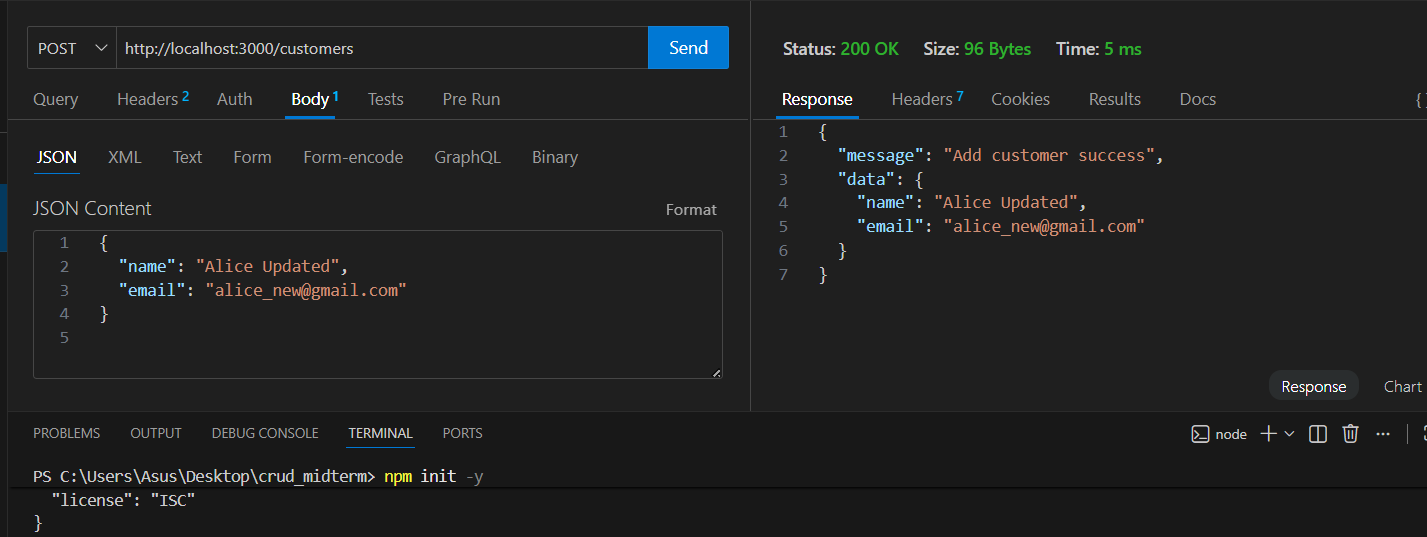 POST http://localhost:3000/customers Send
Query Headers 2 Auth Body 1 Tests Pre Run
JSON XML Text Form Form-encode GraphQL Binary
JSON Content Format
1 {
2 "name": "Alice Updated",
3 "email": "alice_new@gmail.com"
4 }
5
Status: 200 OK Size: 96 Bytes Time: 5 ms
Response Headers 7 Cookies Results Docs {
1 {
2 "message": "Add customer success",
3 "data": {
4 "name": "Alice Updated",
5 "email": "alice_new@gmail.com"
6 }
7 }
Response Chart
PROBLEMS OUTPUT DEBUG CONSOLE TERMINAL PORTS node
PS C:\Users\Asus\Desktop\crud_midterm> npm init -y
"license": "ISC"
}